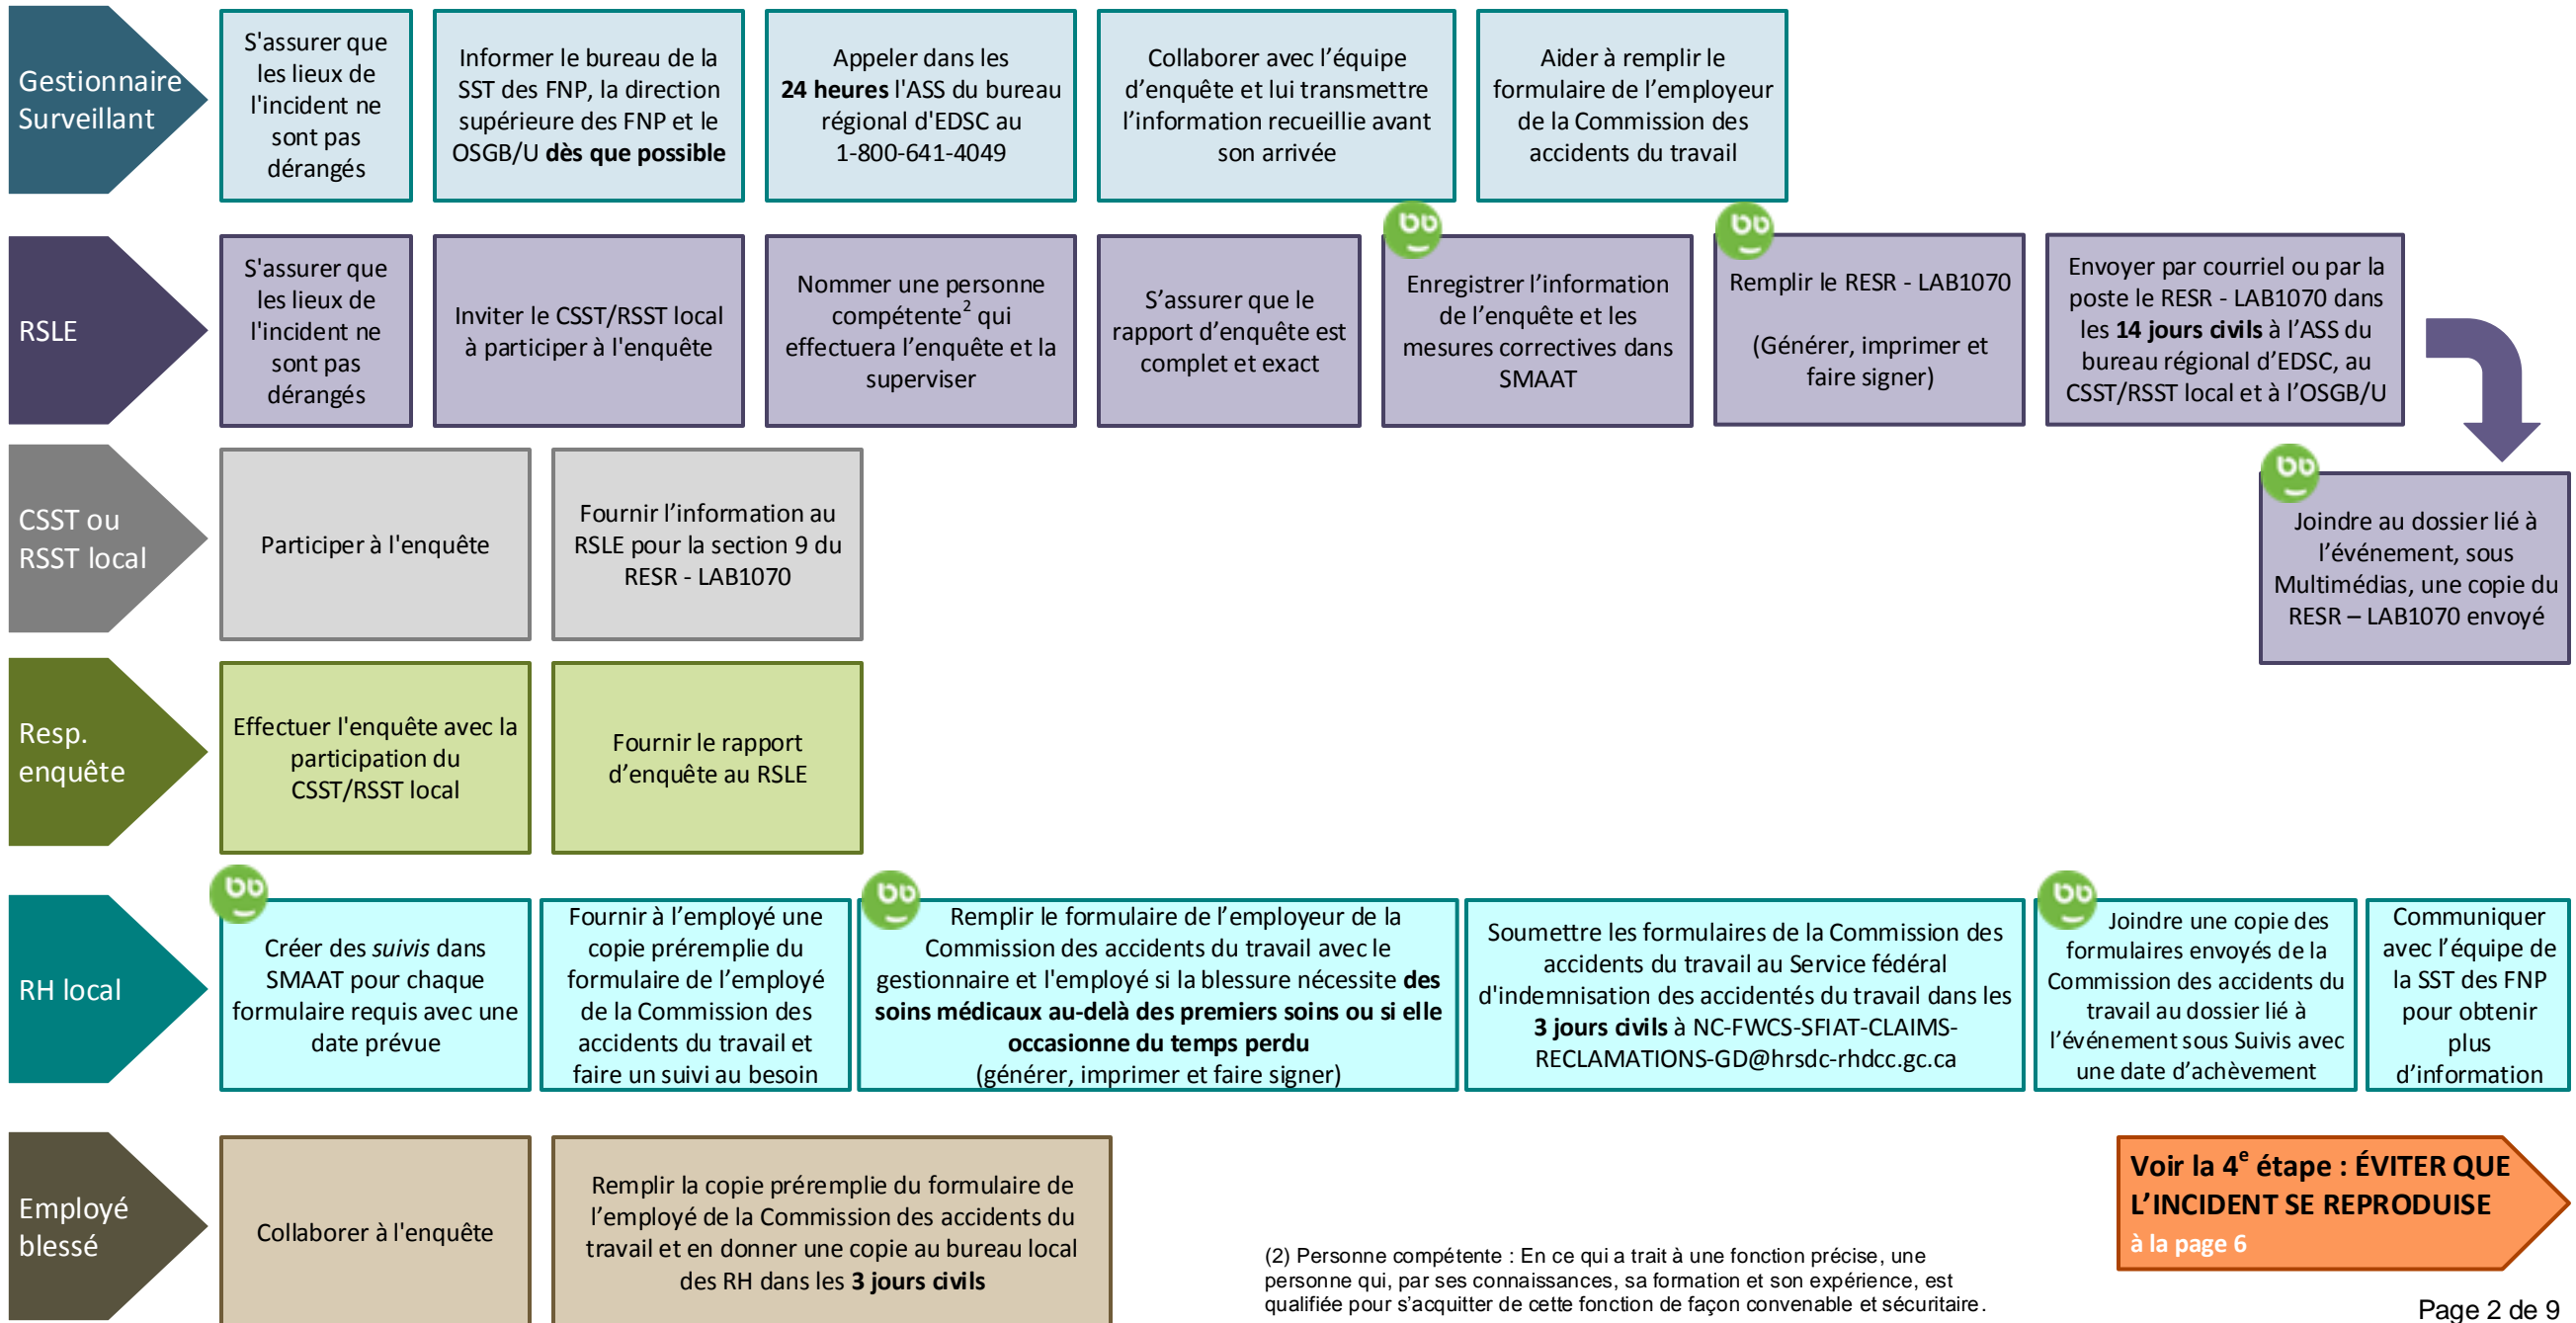 Gestionnaire
Surveillant
S'assurer que
les lieux de
l'incident ne
sont pas
dérangés
Informer le bureau de la
SST des FNP, la direction
supérieure des FNP et le
OSGB/U dès que possible
Appeler dans les
24 heures l'ASS du bureau
régional d'EDSC au
1-800-641-4049
Collaborer avec l’équipe
d’enquête et lui transmettre
l’information recueillie avant
son arrivée
Aider à remplir le
formulaire de l’employeur
de la Commission des
accidents du travail
RSLE
S'assurer que
les lieux de
l'incident ne
sont pas
dérangés
Inviter le CSST/RSST local
à participer à l'enquête
Nommer une personne
compétente2 qui
effectuera l’enquête et la
superviser
S’assurer que le
rapport d’enquête est
complet et exact
Enregistrer l’information
de l’enquête et les
mesures correctives dans
SMAAT
Remplir le RESR - LAB1070
(Générer, imprimer et
faire signer)
Envoyer par courriel ou par la
poste le RESR - LAB1070 dans
les 14 jours civils à l’ASS du
bureau régional d’EDSC, au
CSST/RSST local et à l’OSGB/U
Joindre au dossier lié à
l’événement, sous
Multimédias, une copie du
RESR – LAB1070 envoyé
CSST ou
RSST local
Participer à l'enquête
Fournir l’information au
RSLE pour la section 9 du
RESR - LAB1070
Resp.
enquête
Effectuer l'enquête avec la
participation du
CSST/RSST local
Fournir le rapport
d’enquête au RSLE
RH local
Créer des suivis dans
SMAAT pour chaque
formulaire requis avec une
date prévue
Fournir à l’employé une
copie préremplie du
formulaire de l’employé
de la Commission des
accidents du travail et
faire un suivi au besoin
Remplir le formulaire de l’employeur de la
Commission des accidents du travail avec le
gestionnaire et l'employé si la blessure nécessite des
soins médicaux au-delà des premiers soins ou si elle
occasionne du temps perdu
(générer, imprimer et faire signer)
Soumettre les formulaires de la Commission des
accidents du travail au Service fédéral
d'indemnisation des accidentés du travail dans les
3 jours civils à NC-FWCS-SFIAT-CLAIMS-
RECLAMATIONS-GD@hrsdc-rhdcc.gc.ca
Joindre une copie des
formulaires envoyés de la
Commission des accidents du
travail au dossier lié à
l’événement sous Suivis avec
une date d’achèvement
Communiquer
avec l’équipe de
la SST des FNP
pour obtenir
plus
d’information
Employé
blessé
Collaborer à l'enquête
Remplir la copie préremplie du formulaire de
l’employé de la Commission des accidents du
travail et en donner une copie au bureau local
des RH dans les 3 jours civils
(2) Personne compétente : En ce qui a trait à une fonction précise, une
personne qui, par ses connaissances, sa formation et son expérience, est
qualifiée pour s’acquitter de cette fonction de façon convenable et sécuritaire.
Voir la 4e étape : ÉVITER QUE
L’INCIDENT SE REPRODUISE
à la page 6
Page 2 de 9